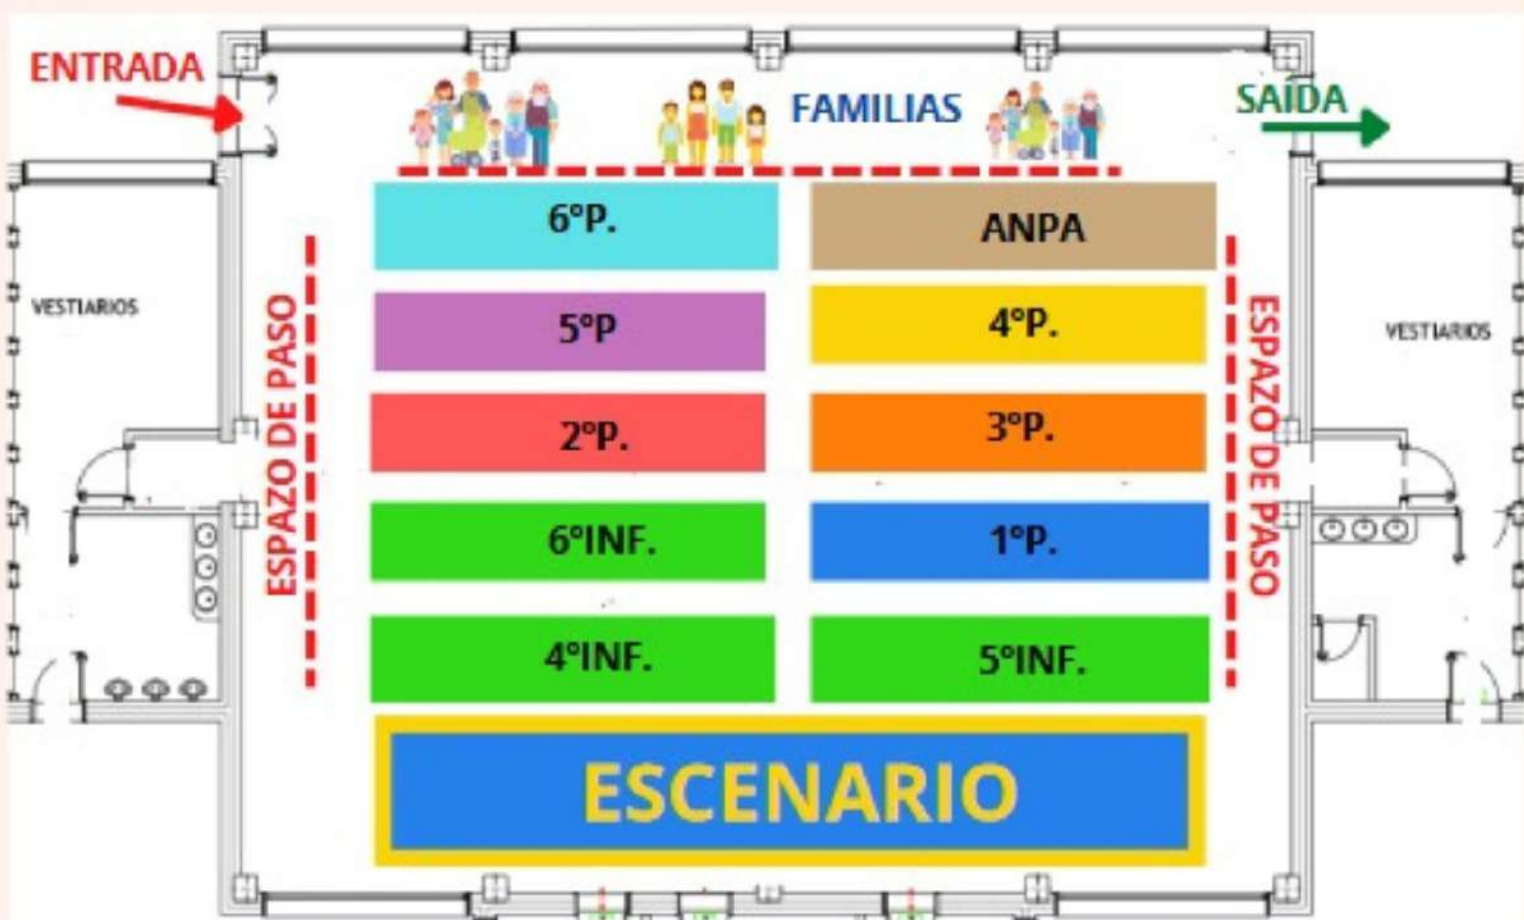 ENTRADA
FAMILIAS
SAÍDA
6ºP.
ANPA
VESTIARIOS
5ºP
4ºP.
VESTIARIOS
ESPAZO DE PASO
ESPAZO DE PASO
2ºP.
3ºP.
6ºINF.
1ºP.
4ºINF.
5ºINF.
ESCENARIO